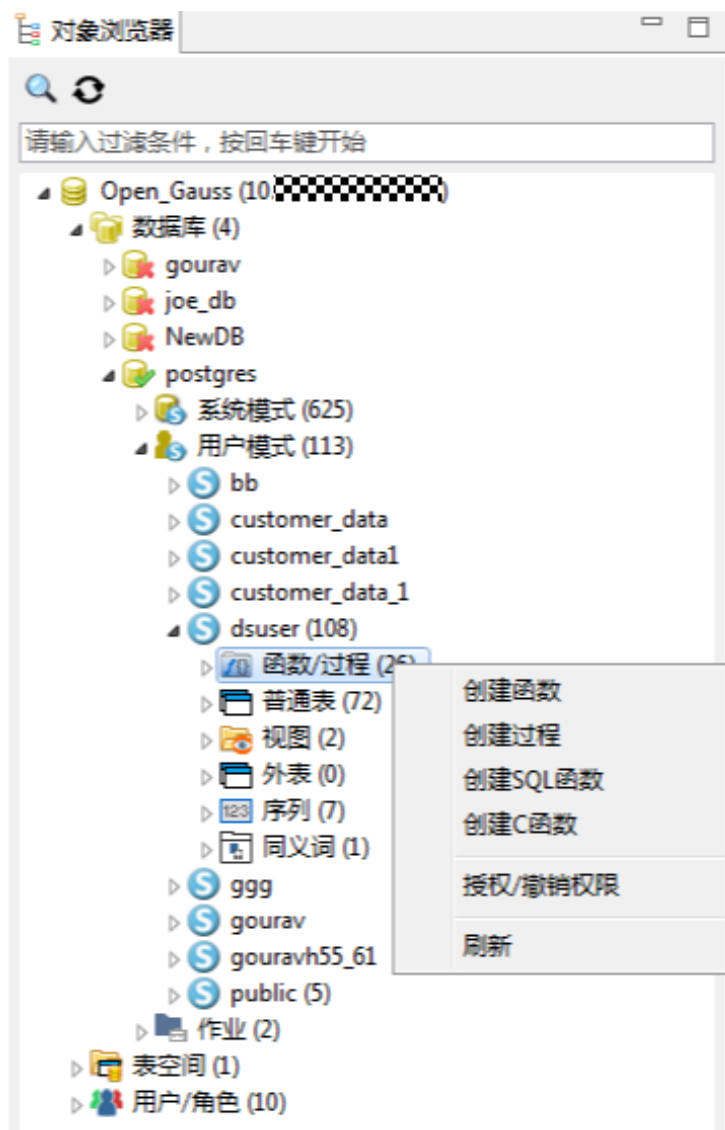 对象浏览器
请输入过滤条件，按回车键开始
Open_Gauss (10.
数据库 (4)
gourav
joe_db
NewDB
postgres
系统模式 (625)
用户模式 (113)
bb
customer_data
customer_data1
customer_data_1
dsuser (108)
函数/过程 (26)
普通表 (72)
视图 (2)
外表 (0)
序列 (7)
同义词 (1)
ggg
gourav
gouravh55_61
public (5)
作业 (2)
表空间 (1)
用户/角色 (10)
创建函数
创建过程
创建SQL函数
创建C函数
授权/撤销权限
刷新